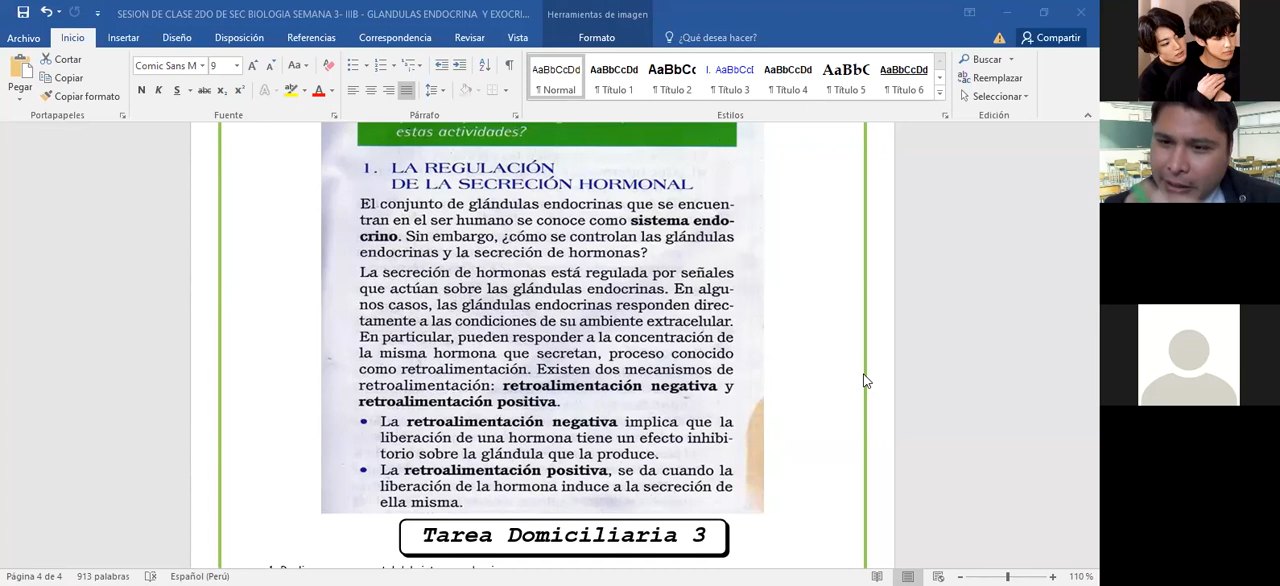 SESION DE CLASE 2DO DE SEC BIOLOGIA SEMANA 3- IIIB - GLANDULAS ENDOCRINA Y EXOCRI...
Herramientas de imagen
Archivo
Inicio
Insertar
Diseño
Disposición
Referencias
Correspondencia
Revisar
Vista
Formato
¿Qué desea hacer?
Compartir
Pegar
Cortar
Copiar
Copiar formato
Portapapeles
Comic Sans M
9
Aa
N K S abc x₂ x²
Fuente
Párrafo
AaBbCcDd
¶ Normal
AaBbCcDd
¶ Título 1
AaBbCc
¶ Título 2
I. AaBbCcI
¶ Título 3
AaBbCcDd
¶ Título 4
AaBbC
¶ Título 5
AaBbCcDd
¶ Título 6
Estilos
Buscar
Reemplazar
Seleccionar
Edición
estas actividades?
1. LA REGULACIÓN
DE LA SECRECIÓN HORMONAL
El conjunto de glándulas endocrinas que se encuen-
tran en el ser humano se conoce como sistema endo-
crino. Sin embargo, ¿cómo se controlan las glándulas
endocrinas y la secreción de hormonas?
La secreción de hormonas está regulada por señales
que actúan sobre las glándulas endocrinas. En algu-
nos casos, las glándulas endocrinas responden direc-
tamente a las condiciones de su ambiente extracelular.
En particular, pueden responder a la concentración de
la misma hormona que secretan, proceso conocido
como retroalimentación. Existen dos mecanismos de
retroalimentación: retroalimentación negativa y
retroalimentación positiva.
• La retroalimentación negativa implica que la
liberación de una hormona tiene un efecto inhibi-
torio sobre la glándula que la produce.
• La retroalimentación positiva, se da cuando la
liberación de la hormona induce a la secreción de
ella misma.
Tarea Domiciliaria 3
Página 4 de 4
913 palabras
Español (Perú)
110 %